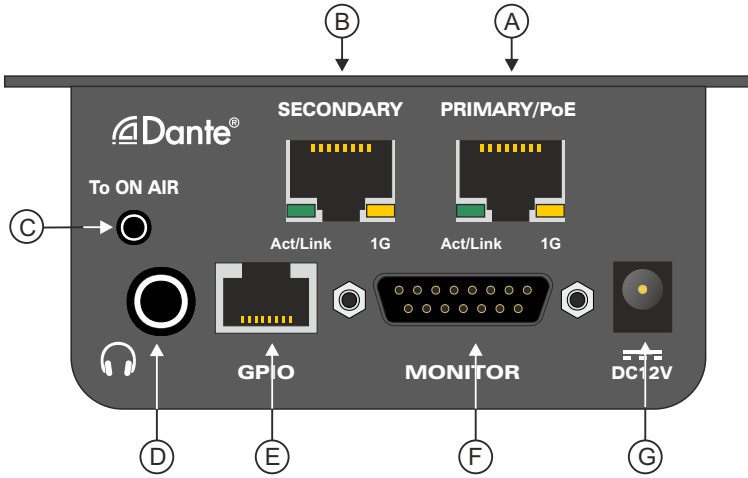 B A
SECONDARY PRIMARY/PoE
Dante®
To ON AIR
C
Act/Link 1G Act/Link 1G
GPIO MONITOR DC12V
D E F G